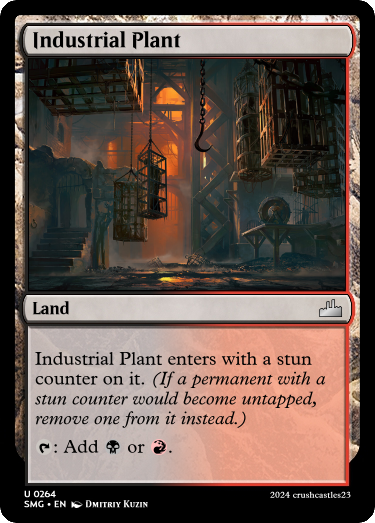 Industrial Plant
Land
Industrial Plant enters with a stun
counter on it. (If a permanent with a
stun counter would become untapped,
remove one from it instead.)
: Add or .
U 0264
SMG • EN Dmitriy Kuzin
2024 crushcastles23